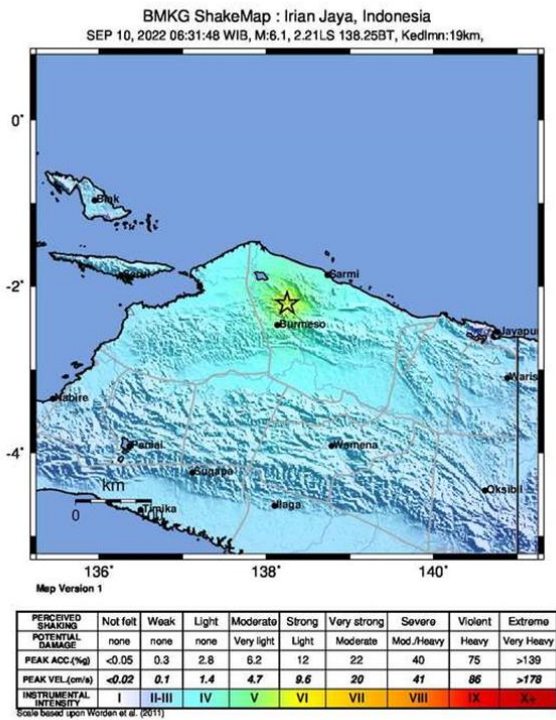 BMKG ShakeMap : Irian Jaya, Indonesia
SEP 10, 2022 06:31:48 WIB, M:6.1, 2.21LS 138.25BT, Kedlmn:19km,
0°
Biak
Sarmi
-2°
Burmeso
Jayapur
Waris
Nabire
-4°
Paniai
Wamena
Sugapa
Oksibil
km
0
Timika
Ilaga
136° 138° 140°
Map Version 1
PERCEIVED SHAKING Not felt Weak Light Moderate Strong Very strong Severe Violent Extreme
POTENTIAL DAMAGE none none none Very light Light Moderate Mod./Heavy Heavy Very Heavy
PEAK ACC.(%g) <0.05 0.3 2.8 6.2 12 22 40 75 >139
PEAK VEL.(cm/s) <0.02 0.1 1.4 4.7 9.6 20 41 86 >178
INSTRUMENTAL INTENSITY I II-III IV V VI VII VIII IX X+
Scale based upon Worden et al. (2011)